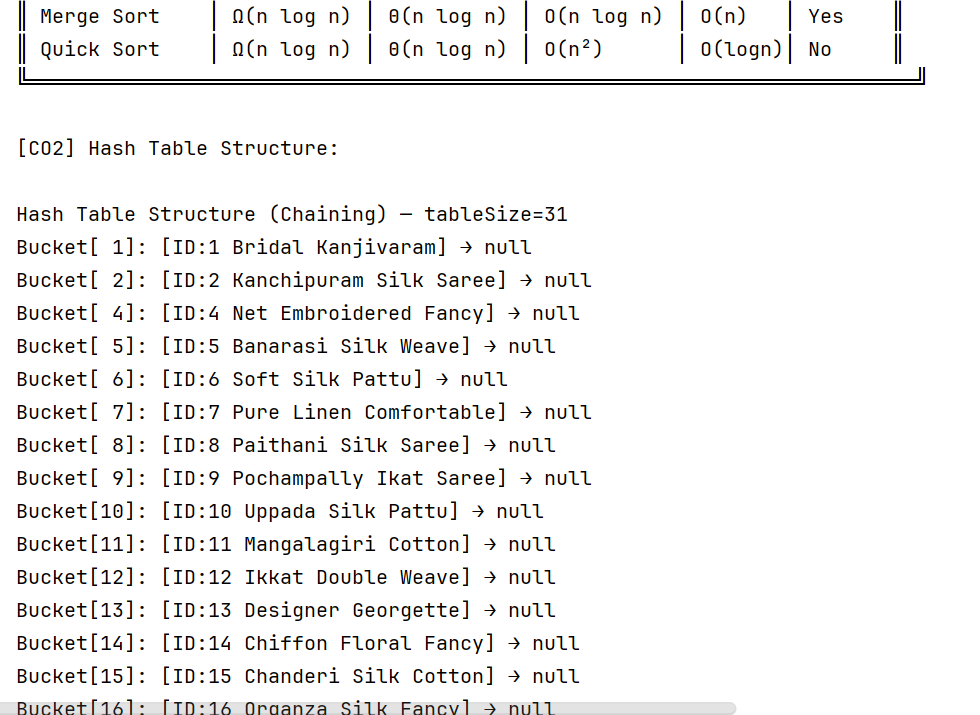 ║ Merge Sort    │ Ω(n log n) │ θ(n log n) │ O(n log n) │ O(n)   │ Yes    ║
║ Quick Sort    │ Ω(n log n) │ θ(n log n) │ O(n²)      │ O(logn)│ No     ║
[CO2] Hash Table Structure:
Hash Table Structure (Chaining) — tableSize=31
Bucket[ 1]: [ID:1 Bridal Kanjivaram] → null
Bucket[ 2]: [ID:2 Kanchipuram Silk Saree] → null
Bucket[ 4]: [ID:4 Net Embroidered Fancy] → null
Bucket[ 5]: [ID:5 Banarasi Silk Weave] → null
Bucket[ 6]: [ID:6 Soft Silk Pattu] → null
Bucket[ 7]: [ID:7 Pure Linen Comfortable] → null
Bucket[ 8]: [ID:8 Paithani Silk Saree] → null
Bucket[ 9]: [ID:9 Pochampally Ikat Saree] → null
Bucket[10]: [ID:10 Uppada Silk Pattu] → null
Bucket[11]: [ID:11 Mangalagiri Cotton] → null
Bucket[12]: [ID:12 Ikkat Double Weave] → null
Bucket[13]: [ID:13 Designer Georgette] → null
Bucket[14]: [ID:14 Chiffon Floral Fancy] → null
Bucket[15]: [ID:15 Chanderi Silk Cotton] → null
Bucket[16]: [ID:16 Organza Silk Fancy] → null